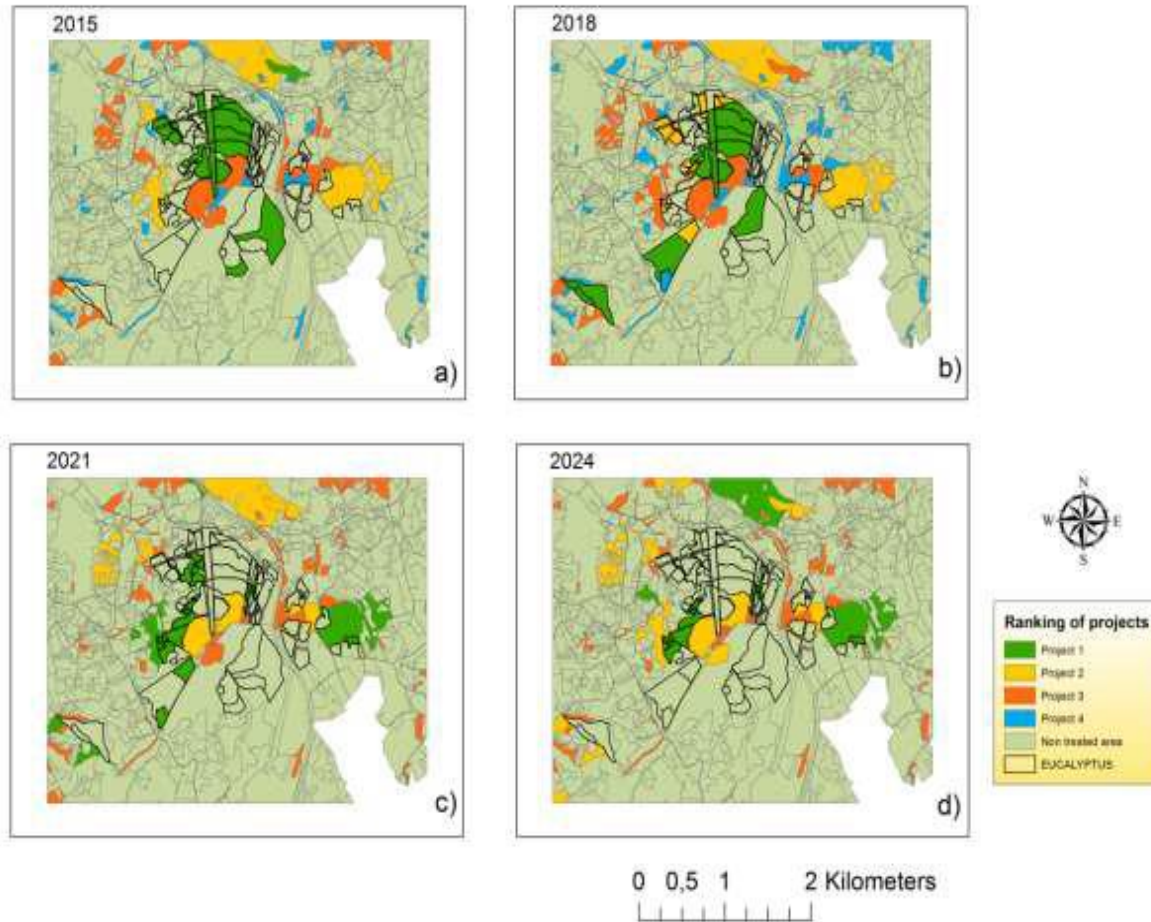 2015
a)
2018
b)
2021
c)
2024
d)
N
W E
S
Ranking of projects
Project 1
Project 2
Project 3
Project 4
Non treated area
EUCALYPTUS
0 0,5 1 2 Kilometers